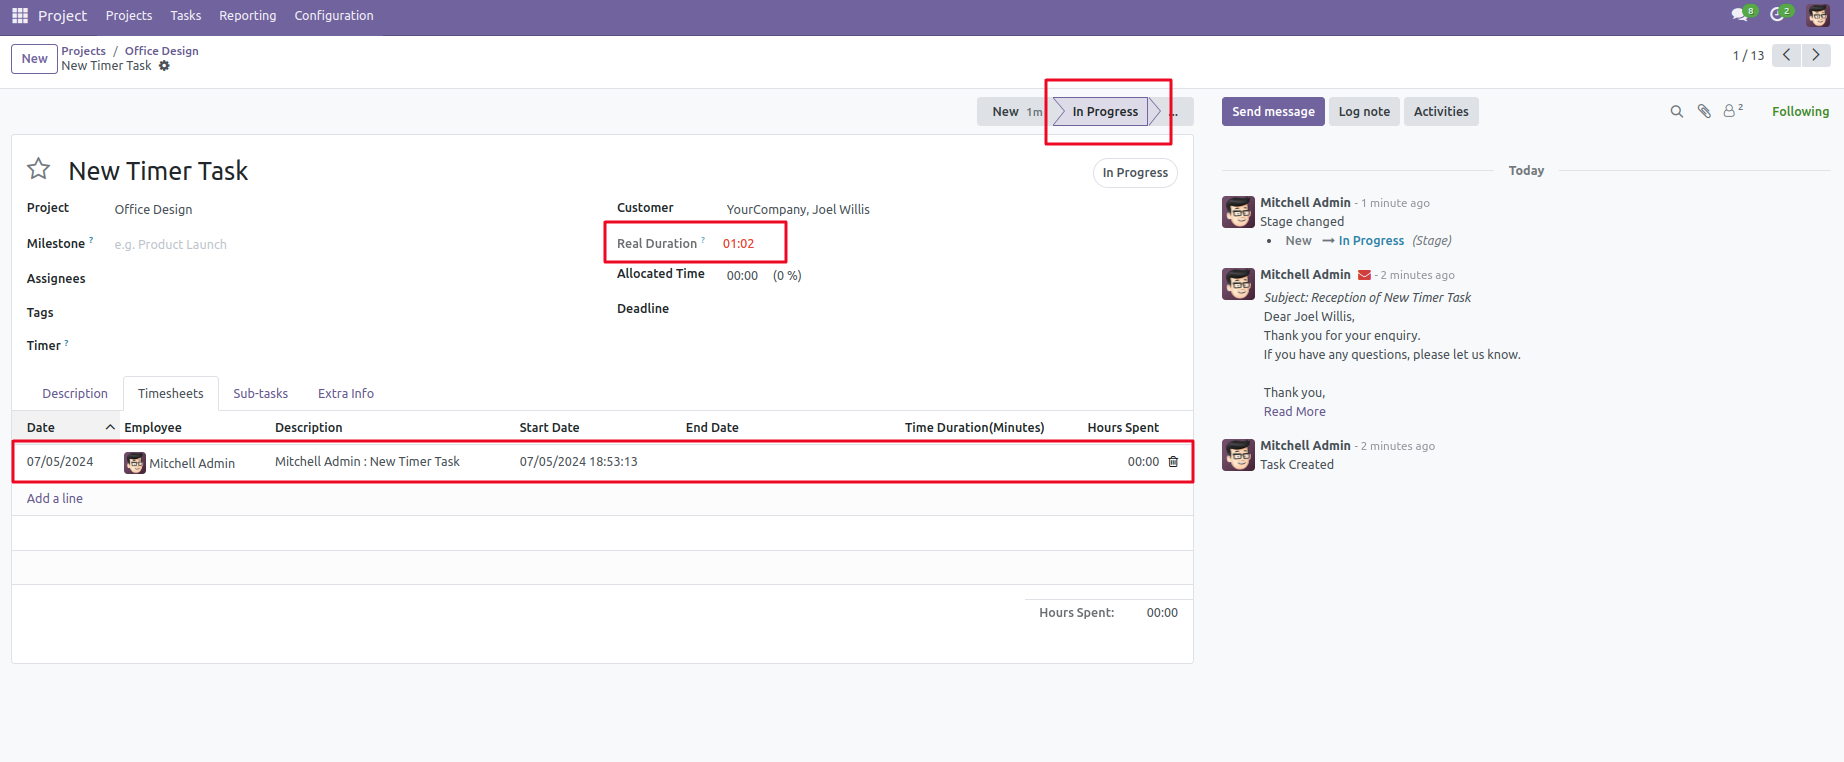 Project Projects Tasks Reporting Configuration 8 2
New Projects / Office Design 1 / 13
New Timer Task
New 1m In Progress ... Send message Log note Activities 2 Following
New Timer Task In Progress
Project Office Design
Customer YourCompany, Joel Willis
Milestone ? e.g. Product Launch
Real Duration ? 01:02
Assignees
Allocated Time 00:00 (0 %)
Tags
Deadline
Timer ?
Description Timesheets Sub-tasks Extra Info
Date Employee Description Start Date End Date Time Duration(Minutes) Hours Spent
07/05/2024 Mitchell Admin Mitchell Admin : New Timer Task 07/05/2024 18:53:13 00:00
Add a line
Hours Spent: 00:00
Today
Mitchell Admin - 1 minute ago
Stage changed
• New → In Progress (Stage)
Mitchell Admin - 2 minutes ago
Subject: Reception of New Timer Task
Dear Joel Willis,
Thank you for your enquiry.
If you have any questions, please let us know.
Thank you,
Read More
Mitchell Admin - 2 minutes ago
Task Created